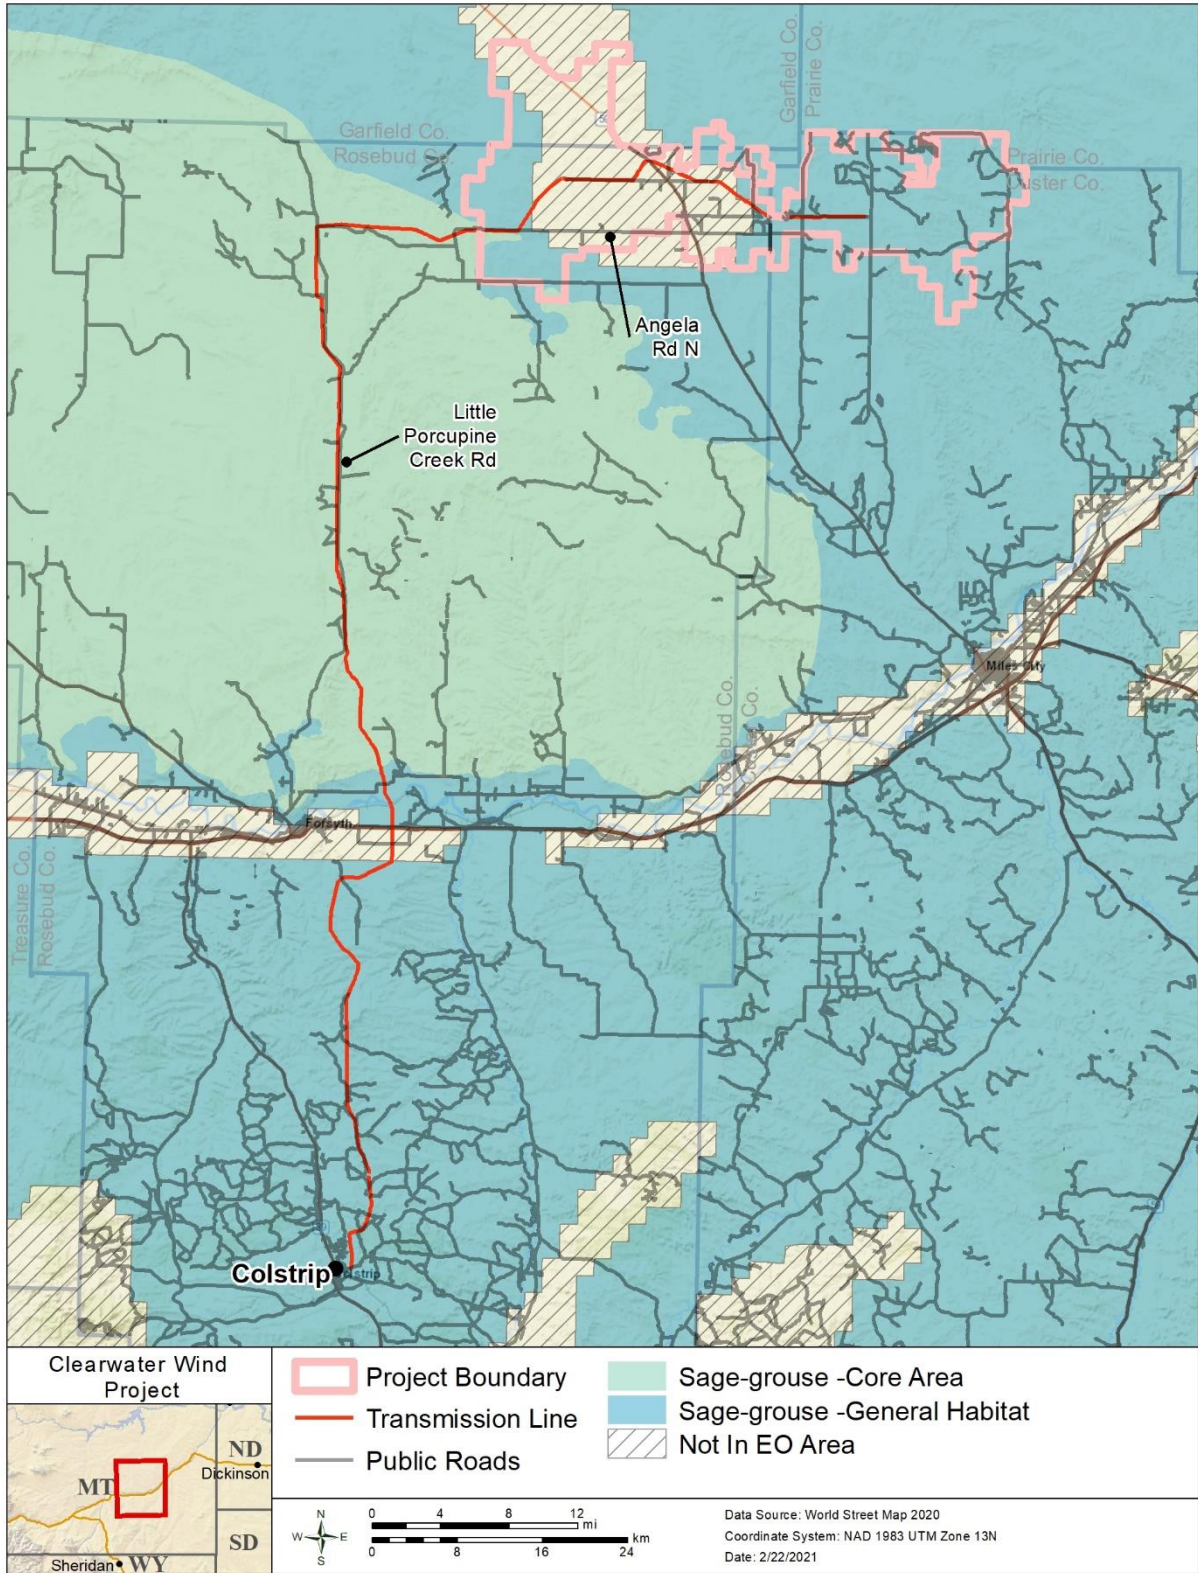 Garfield Co.
Prairie Co.
Garfield Co.
Rosebud Co.
Prairie Co.
Custer Co.
Angela
Rd N
Little
Porcupine
Creek Rd
Miles City
Rosebud Co.
Custer Co.
Forsyth
Treasure Co.
Rosebud Co.
Colstrip
Clearwater Wind
Project
ND
Dickinson
MT
SD
Sheridan
WY
Project Boundary
Transmission Line
Public Roads
Sage-grouse -Core Area
Sage-grouse -General Habitat
Not In EO Area
N
W
E
S
0 4 8 12
mi
km
0 8 16 24
Data Source: World Street Map 2020
Coordinate System: NAD 1983 UTM Zone 13N
Date: 2/22/2021